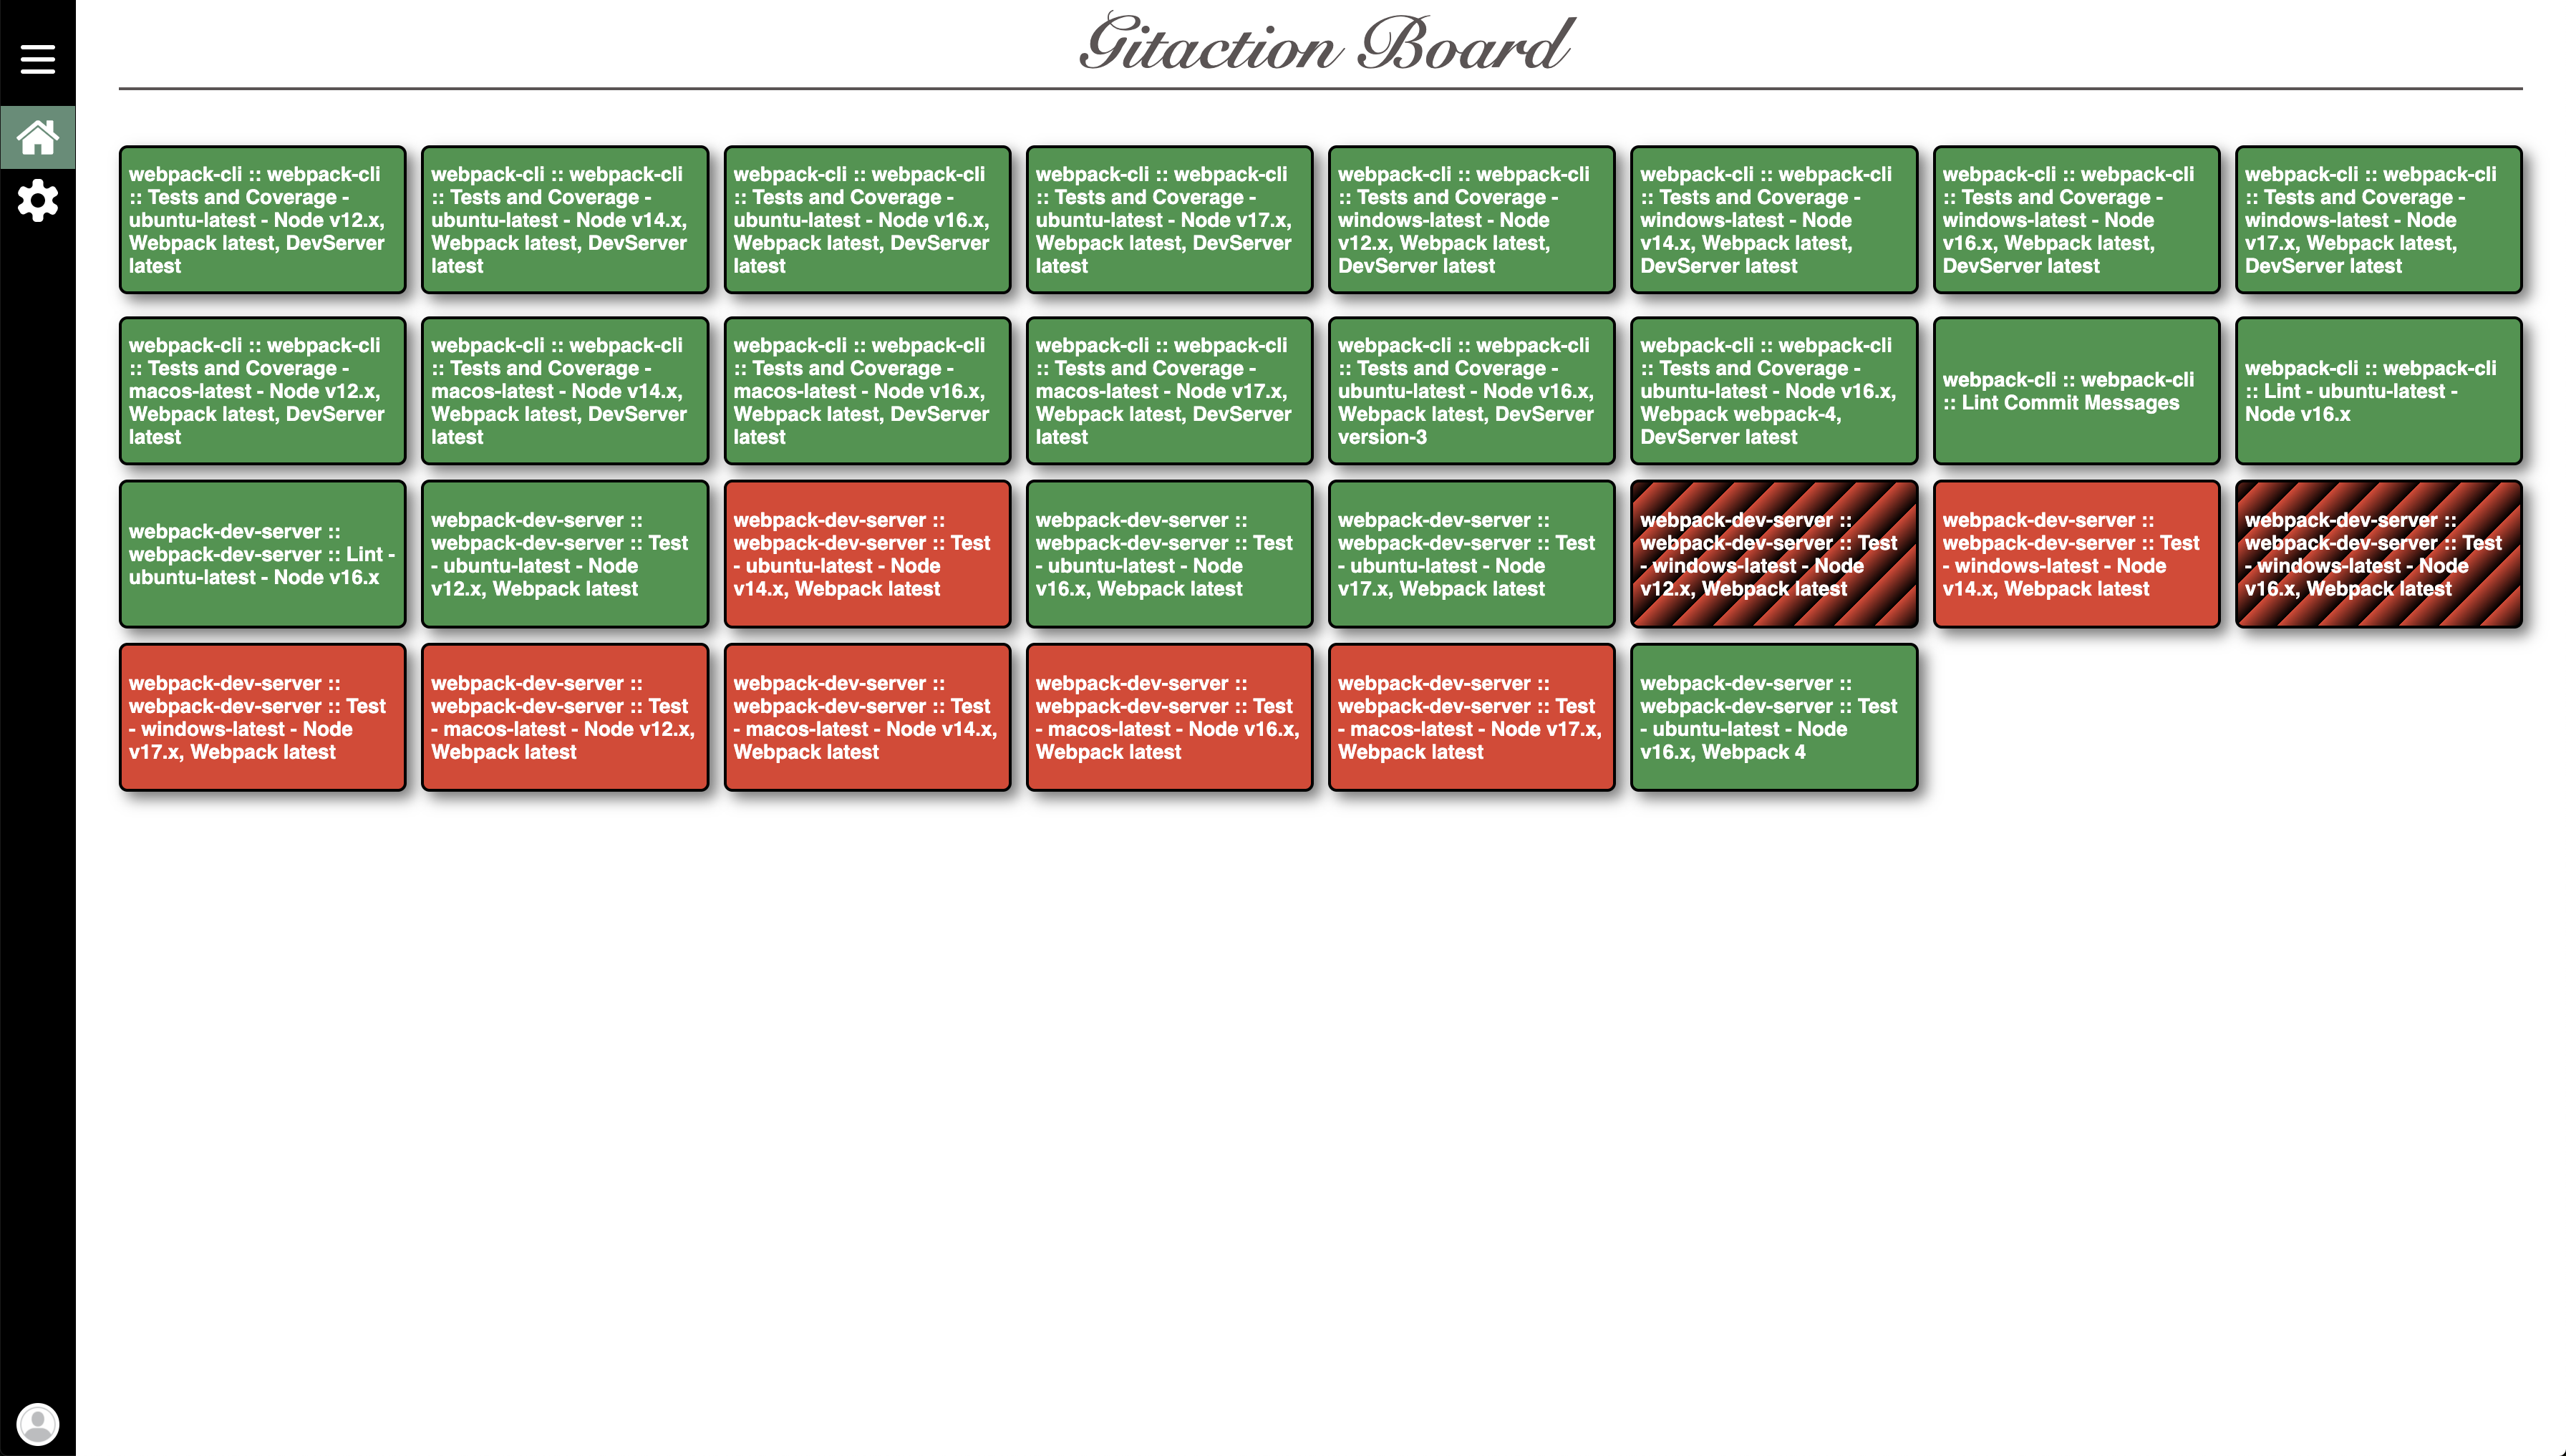 Gitaction Board
webpack-cli :: webpack-cli
:: Tests and Coverage -
ubuntu-latest - Node v12.x,
Webpack latest, DevServer
latest
webpack-cli :: webpack-cli
:: Tests and Coverage -
ubuntu-latest - Node v14.x,
Webpack latest, DevServer
latest
webpack-cli :: webpack-cli
:: Tests and Coverage -
ubuntu-latest - Node v16.x,
Webpack latest, DevServer
latest
webpack-cli :: webpack-cli
:: Tests and Coverage -
ubuntu-latest - Node v17.x,
Webpack latest, DevServer
latest
webpack-cli :: webpack-cli
:: Tests and Coverage -
windows-latest - Node
v12.x, Webpack latest,
DevServer latest
webpack-cli :: webpack-cli
:: Tests and Coverage -
windows-latest - Node
v14.x, Webpack latest,
DevServer latest
webpack-cli :: webpack-cli
:: Tests and Coverage -
windows-latest - Node
v16.x, Webpack latest,
DevServer latest
webpack-cli :: webpack-cli
:: Tests and Coverage -
windows-latest - Node
v17.x, Webpack latest,
DevServer latest
webpack-cli :: webpack-cli
:: Tests and Coverage -
macos-latest - Node v12.x,
Webpack latest, DevServer
latest
webpack-cli :: webpack-cli
:: Tests and Coverage -
macos-latest - Node v14.x,
Webpack latest, DevServer
latest
webpack-cli :: webpack-cli
:: Tests and Coverage -
macos-latest - Node v16.x,
Webpack latest, DevServer
latest
webpack-cli :: webpack-cli
:: Tests and Coverage -
macos-latest - Node v17.x,
Webpack latest, DevServer
latest
webpack-cli :: webpack-cli
:: Tests and Coverage -
ubuntu-latest - Node v16.x,
Webpack latest, DevServer
version-3
webpack-cli :: webpack-cli
:: Tests and Coverage -
ubuntu-latest - Node v16.x,
Webpack webpack-4,
DevServer latest
webpack-cli :: webpack-cli
:: Lint Commit Messages
webpack-cli :: webpack-cli
:: Lint - ubuntu-latest -
Node v16.x
webpack-dev-server ::
webpack-dev-server :: Lint -
ubuntu-latest - Node v16.x
webpack-dev-server ::
webpack-dev-server :: Test
- ubuntu-latest - Node
v12.x, Webpack latest
webpack-dev-server ::
webpack-dev-server :: Test
- ubuntu-latest - Node
v14.x, Webpack latest
webpack-dev-server ::
webpack-dev-server :: Test
- ubuntu-latest - Node
v16.x, Webpack latest
webpack-dev-server ::
webpack-dev-server :: Test
- ubuntu-latest - Node
v17.x, Webpack latest
webpack-dev-server ::
webpack-dev-server :: Test
- windows-latest - Node
v12.x, Webpack latest
webpack-dev-server ::
webpack-dev-server :: Test
- windows-latest - Node
v14.x, Webpack latest
webpack-dev-server ::
webpack-dev-server :: Test
- windows-latest - Node
v16.x, Webpack latest
webpack-dev-server ::
webpack-dev-server :: Test
- windows-latest - Node
v17.x, Webpack latest
webpack-dev-server ::
webpack-dev-server :: Test
- macos-latest - Node v12.x,
Webpack latest
webpack-dev-server ::
webpack-dev-server :: Test
- macos-latest - Node v14.x,
Webpack latest
webpack-dev-server ::
webpack-dev-server :: Test
- macos-latest - Node v16.x,
Webpack latest
webpack-dev-server ::
webpack-dev-server :: Test
- macos-latest - Node v17.x,
Webpack latest
webpack-dev-server ::
webpack-dev-server :: Test
- ubuntu-latest - Node
v16.x, Webpack 4